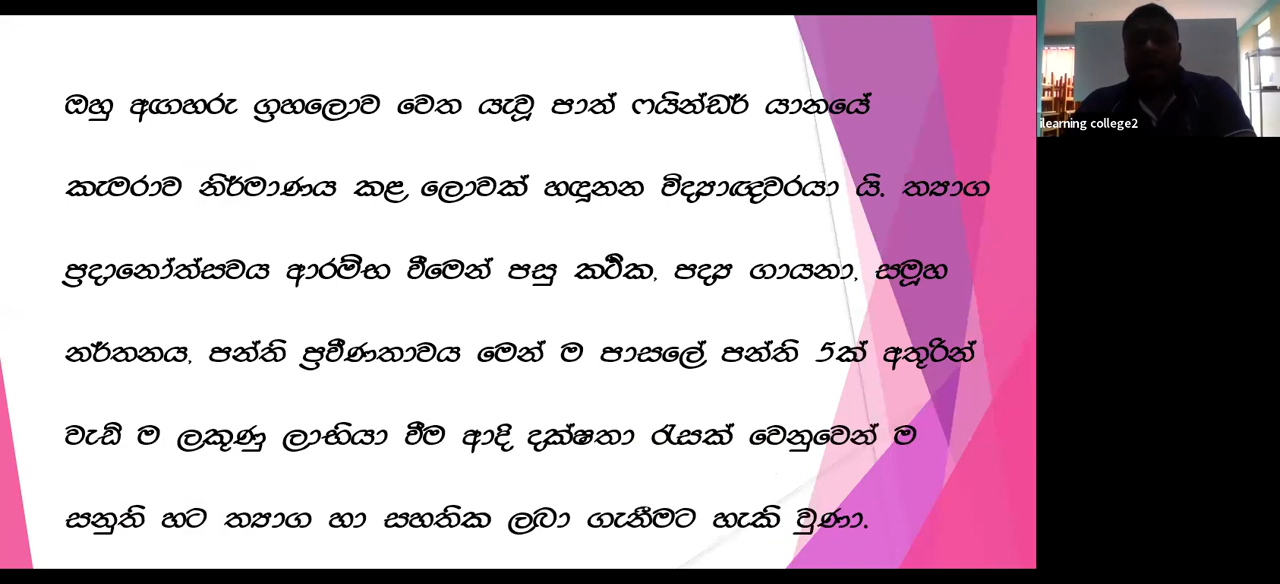 ඔහු අඟහරු ග්‍රහලොව වෙත යැවූ පාත් ෆයින්ඩර් යානයේ
ilearning college2
කැමරාව නිර්මාණය කළ ලොවක් හඳුනන විද්‍යාඥවරයා යි. ත්‍යාග
ප්‍රදානෝත්සවය ආරම්භ වීමෙන් පසු කථික, පද්‍ය ගායනා, සමූහ
නර්තනය, පන්ති ප්‍රවීණතාවය මෙන් ම පාසලේ පන්ති 5ක් අතුරින්
වැඩි ම ලකුණු ලාභියා වීම ආදි දක්ෂතා රැසක් වෙනුවෙන් ම
සනුති හට ත්‍යාග හා සහතික ලබා ගැනීමට හැකි වුණා.